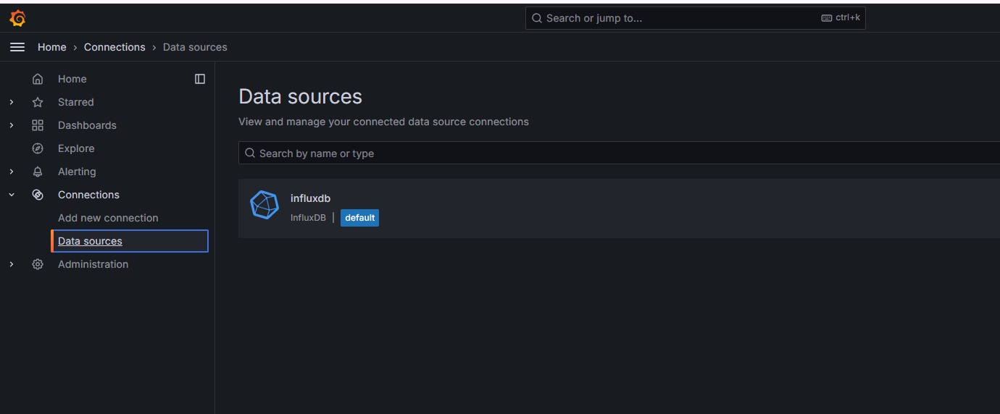 Search or jump to...
ctrl+k
Home › Connections › Data sources
Home
Starred
Dashboards
Explore
Alerting
Connections
Add new connection
Data sources
Administration
Data sources
View and manage your connected data source connections
Search by name or type
influxdb
InfluxDB | default